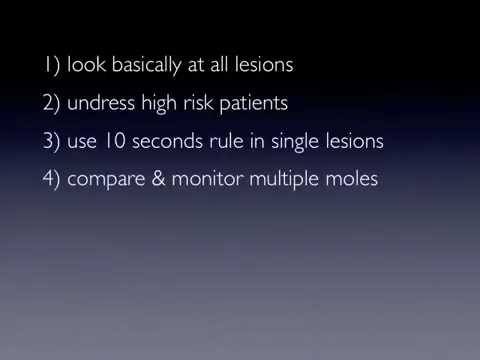 1) look basically at all lesions
2) undress high risk patients
3) use 10 seconds rule in single lesions
4) compare & monitor multiple moles